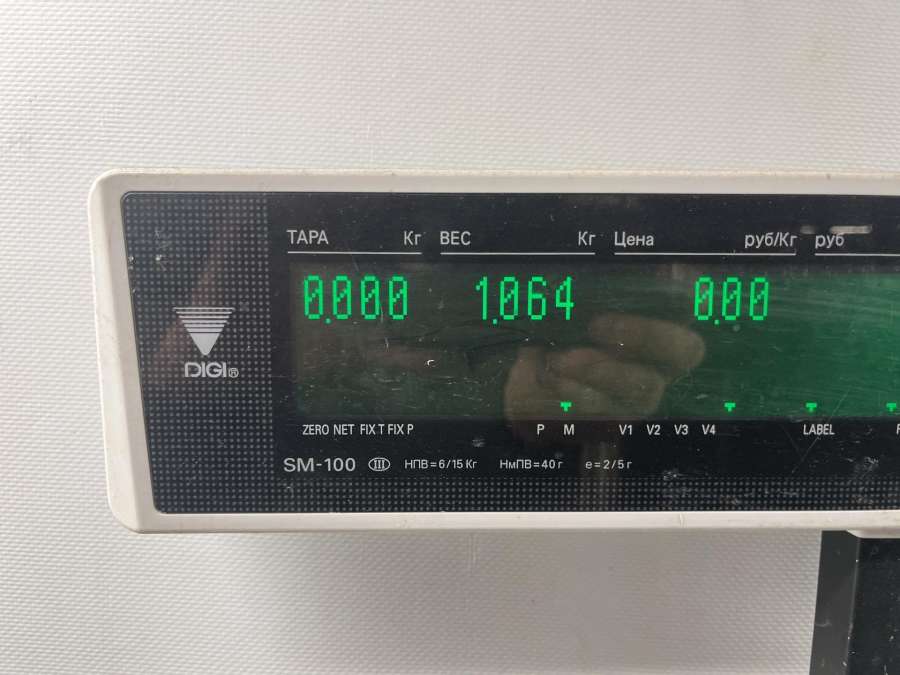 ТАРА Кг ВЕС Кг Цена руб/Кг руб
0.000 1.064 0.00
DIGI®
ZERO NET FIX T FIX P P M V1 V2 V3 V4 LABEL
SM-100 III НПВ=6/15 Кг НмПВ=40 г e=2/5 г